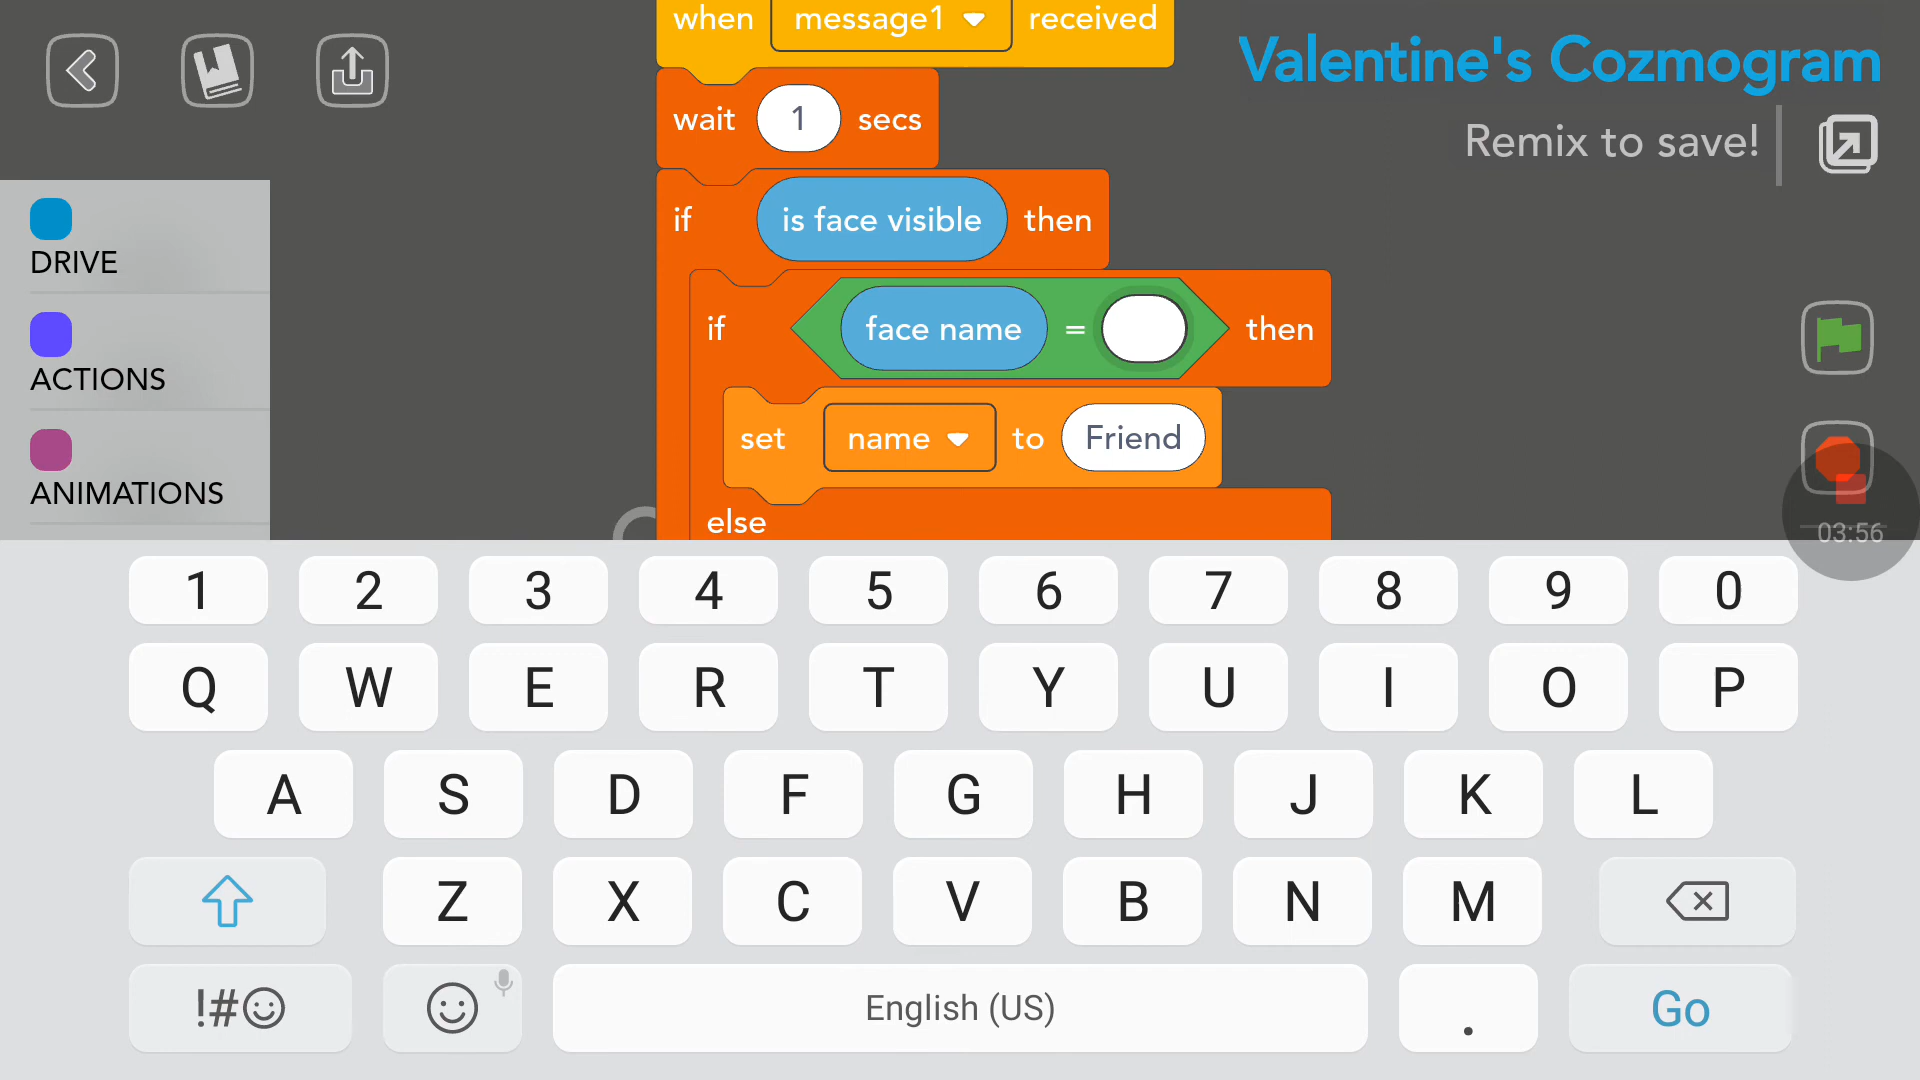 when message1 received
Valentine's Cozmogram
wait 1 secs
Remix to save!
if is face visible then
DRIVE
if face name = then
ACTIONS
set name to Friend
ANIMATIONS
else
03:56
1 2 3 4 5 6 7 8 9 0
Q W E R T Y U I O P
A S D F G H J K L
Z X C V B N M
!# English (US) . Go